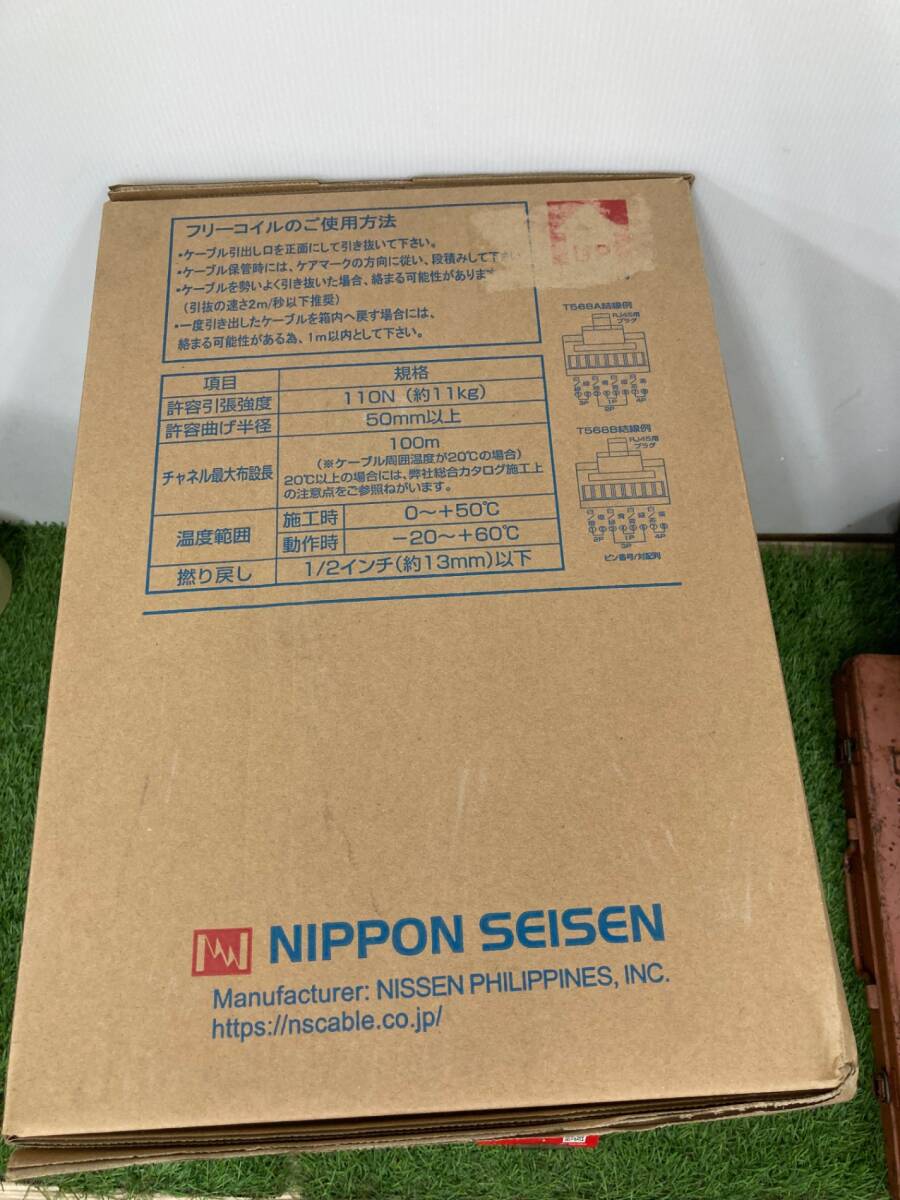 フリーコイルのご使用方法
・ケーブル引出し口を正面にして引き抜いて下さい。
・ケーブル保管時には、ケアマークの方向に従い、段積みして下さい
・ケーブルを勢いよく引き抜いた場合、絡まる可能性があります
(引抜の速さ2m/秒以下推奨)
・一度引き出したケーブルを箱内へ戻す場合には、
絡まる可能性がある為、1m以内として下さい。
UP
項目 規格
許容引張強度 110N (約11kg)
許容曲げ半径 50mm以上
チャネル最大布設長 100m
(※ケーブル周囲温度が20℃の場合)
20℃以上の場合には、弊社総合カタログ施工上
の注意点をご参照ねがいます。
温度範囲 施工時 0〜+50℃
動作時 −20〜+60℃
撚り戻し 1/2インチ(約13mm)以下
T568A結線例
RJ45用
プラグ
3P 1P 4P
2P
T568B結線例
RJ45用
プラグ
2P 1P 4P
3P
ピン番号/対配列
NIPPON SEISEN
Manufacturer: NISSEN PHILIPPINES, INC.
https://nscable.co.jp/